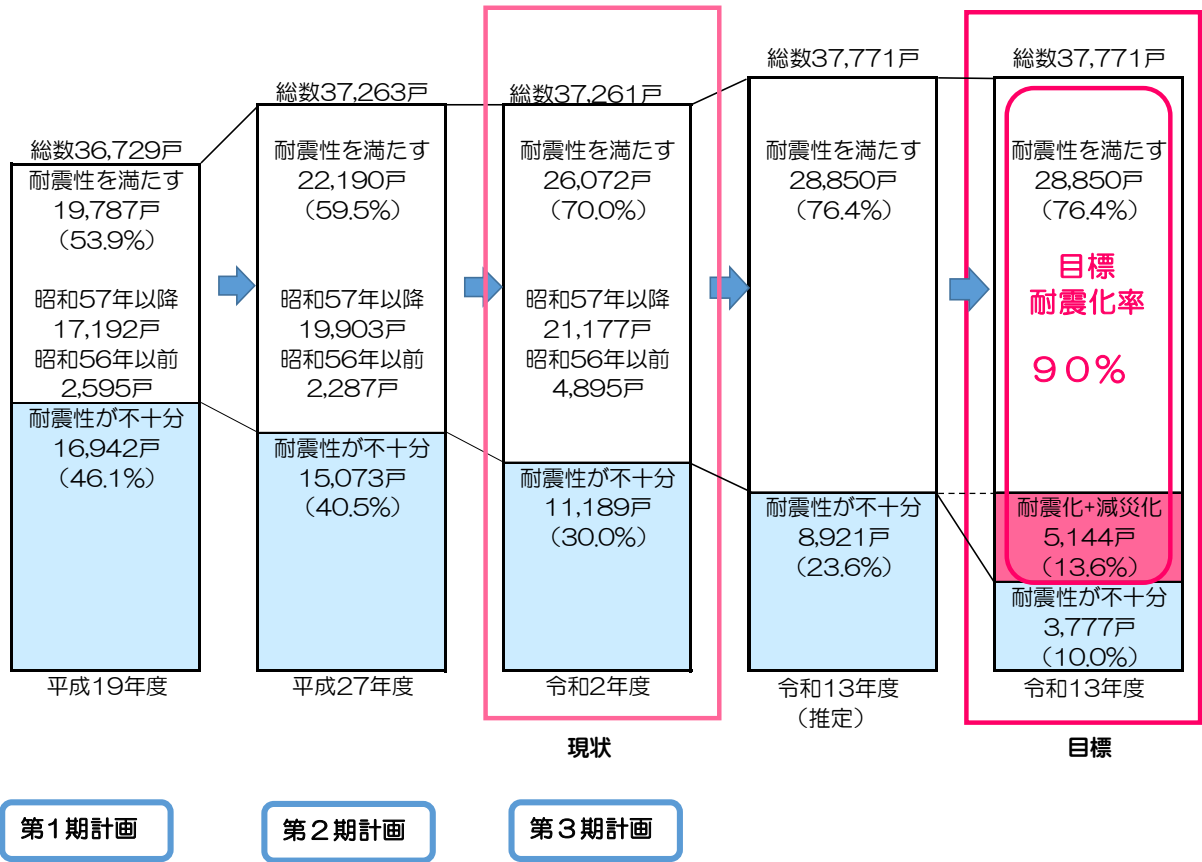 総数36,729戸
耐震性を満たす
19,787戸
（53.9%）
昭和57年以降
17,192戸
昭和56年以前
2,595戸
耐震性が不十分
16,942戸
（46.1%）
平成19年度
総数37,263戸
耐震性を満たす
22,190戸
（59.5%）
昭和57年以降
19,903戸
昭和56年以前
2,287戸
耐震性が不十分
15,073戸
（40.5%）
平成27年度
総数37,261戸
耐震性を満たす
26,072戸
（70.0%）
昭和57年以降
21,177戸
昭和56年以前
4,895戸
耐震性が不十分
11,189戸
（30.0%）
令和2年度
現状
総数37,771戸
耐震性を満たす
28,850戸
（76.4%）
耐震性が不十分
8,921戸
（23.6%）
令和13年度
（推定）
総数37,771戸
耐震性を満たす
28,850戸
（76.4%）
目標
耐震化率
９０%
耐震化+減災化
5,144戸
（13.6%）
耐震性が不十分
3,777戸
（10.0%）
令和13年度
目標
第１期計画
第２期計画
第３期計画